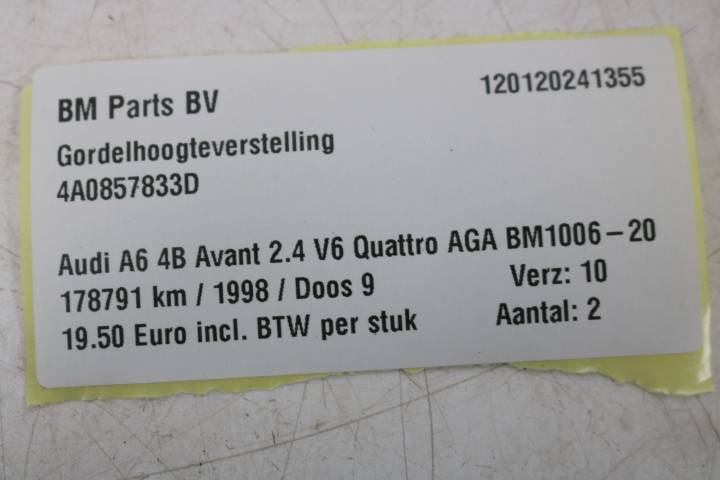 BM Parts BV 120120241355
Gordelhoogteverstelling
4A0857833D
Audi A6 4B Avant 2.4 V6 Quattro AGA BM1006-20
178791 km / 1998 / Doos 9 Verz: 10
19.50 Euro incl. BTW per stuk Aantal: 2